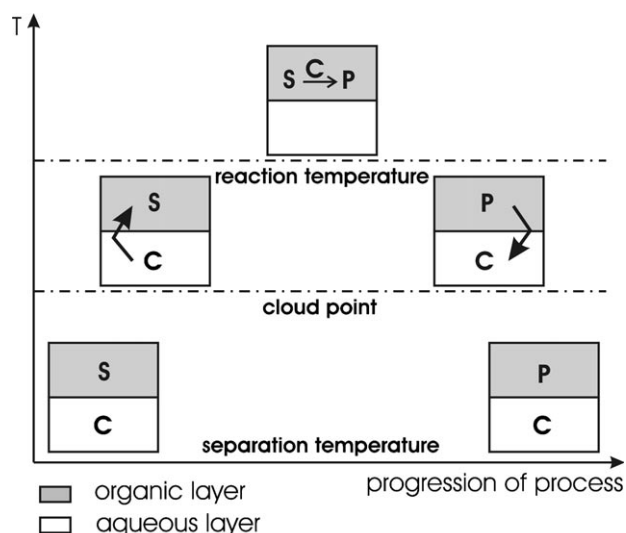 T
S C P
reaction temperature
S P
C C
cloud point
S P
C C
separation temperature
progression of process
organic layer
aqueous layer